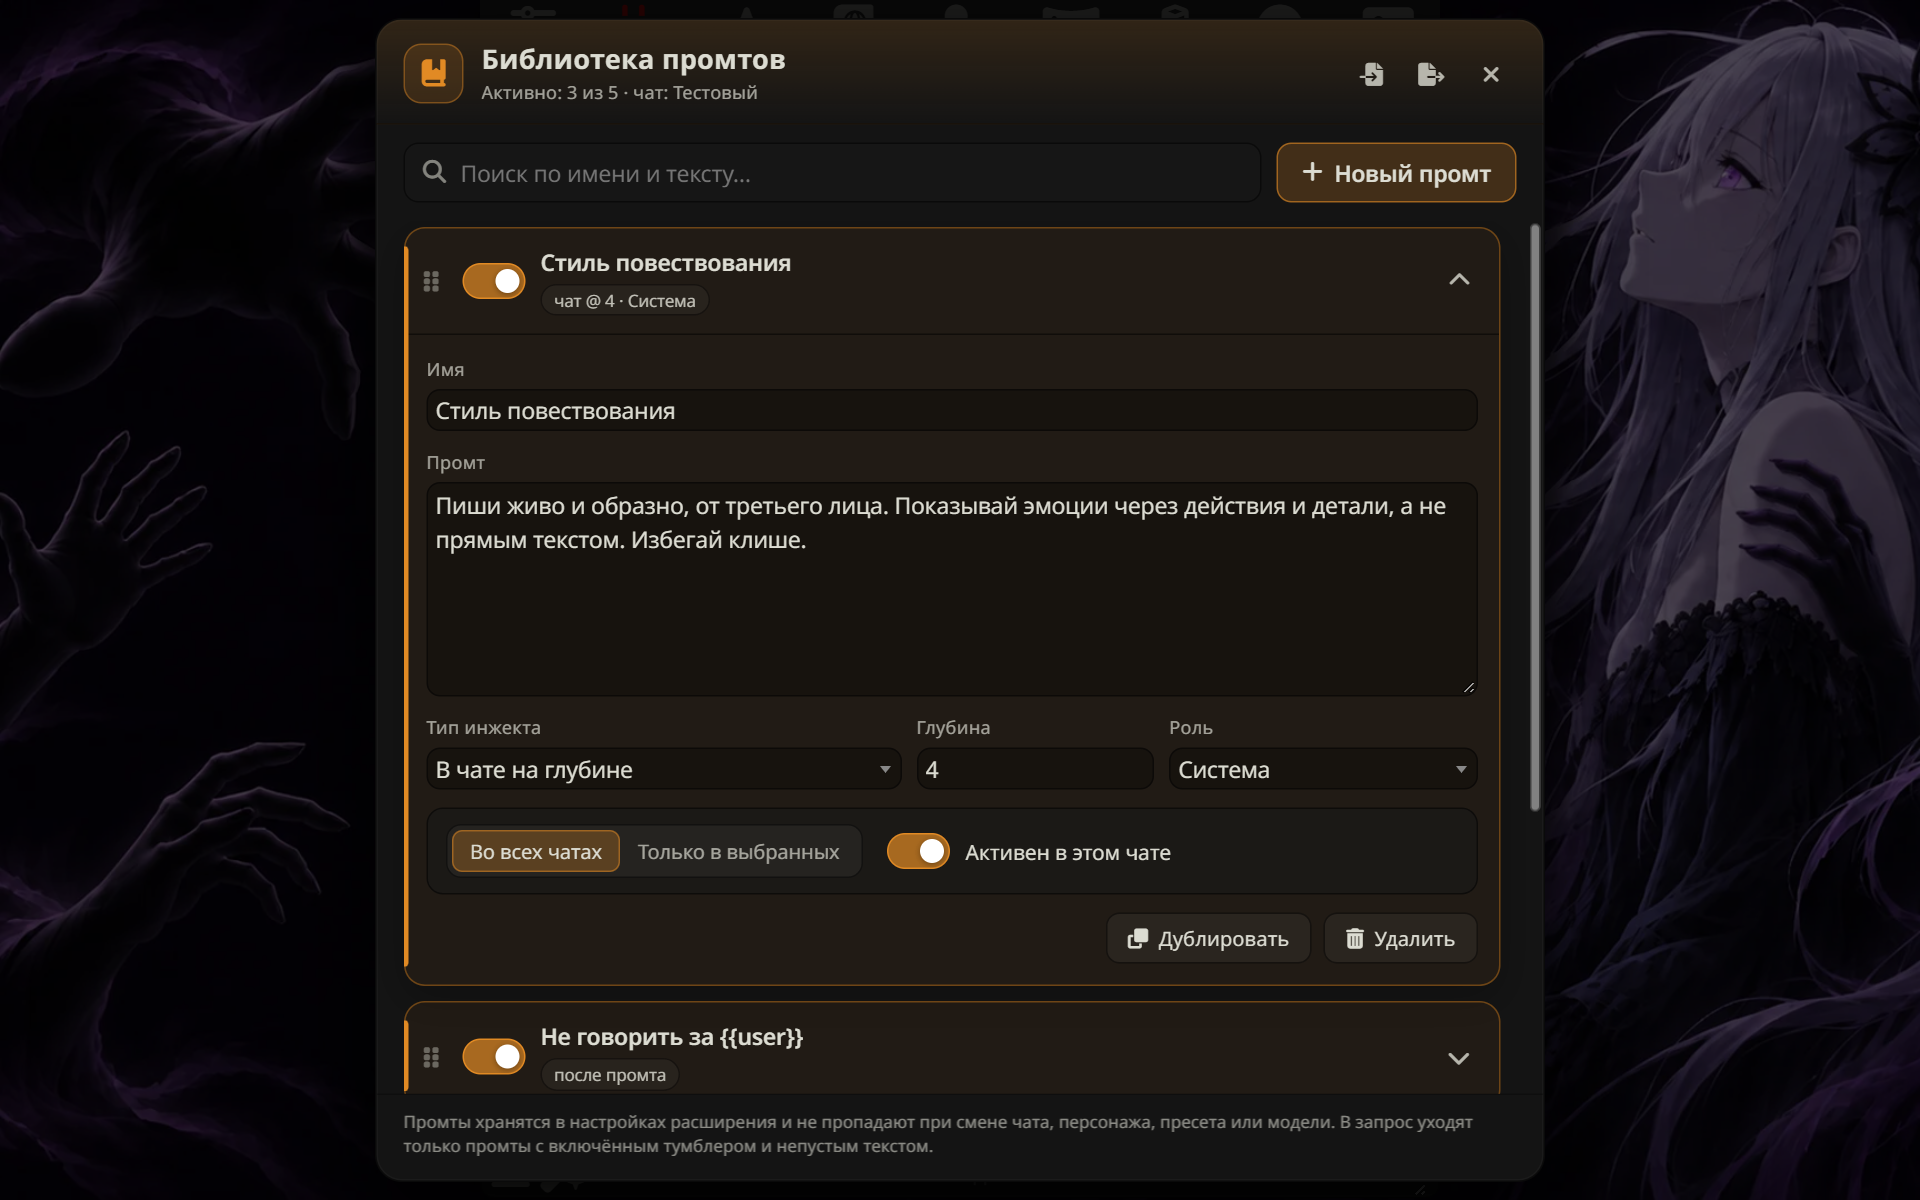 Библиотека промтов
Активно: 3 из 5 · чат: Тестовый
Поиск по имени и тексту...
Новый промт
Стиль повествования
чат @ 4 · Система
Имя
Стиль повествования
Промт
Пиши живо и образно, от третьего лица. Показывай эмоции через действия и детали, а не
прямым текстом. Избегай клише.
Тип инжекта
Глубина
Роль
В чате на глубине
4
Система
Во всех чатах
Только в выбранных
Активен в этом чате
Дублировать
Удалить
Не говорить за {{user}}
после промта
Промты хранятся в настройках расширения и не пропадают при смене чата, персонажа, пресета или модели. В запрос уходят
только промты с включённым тумблером и непустым текстом.